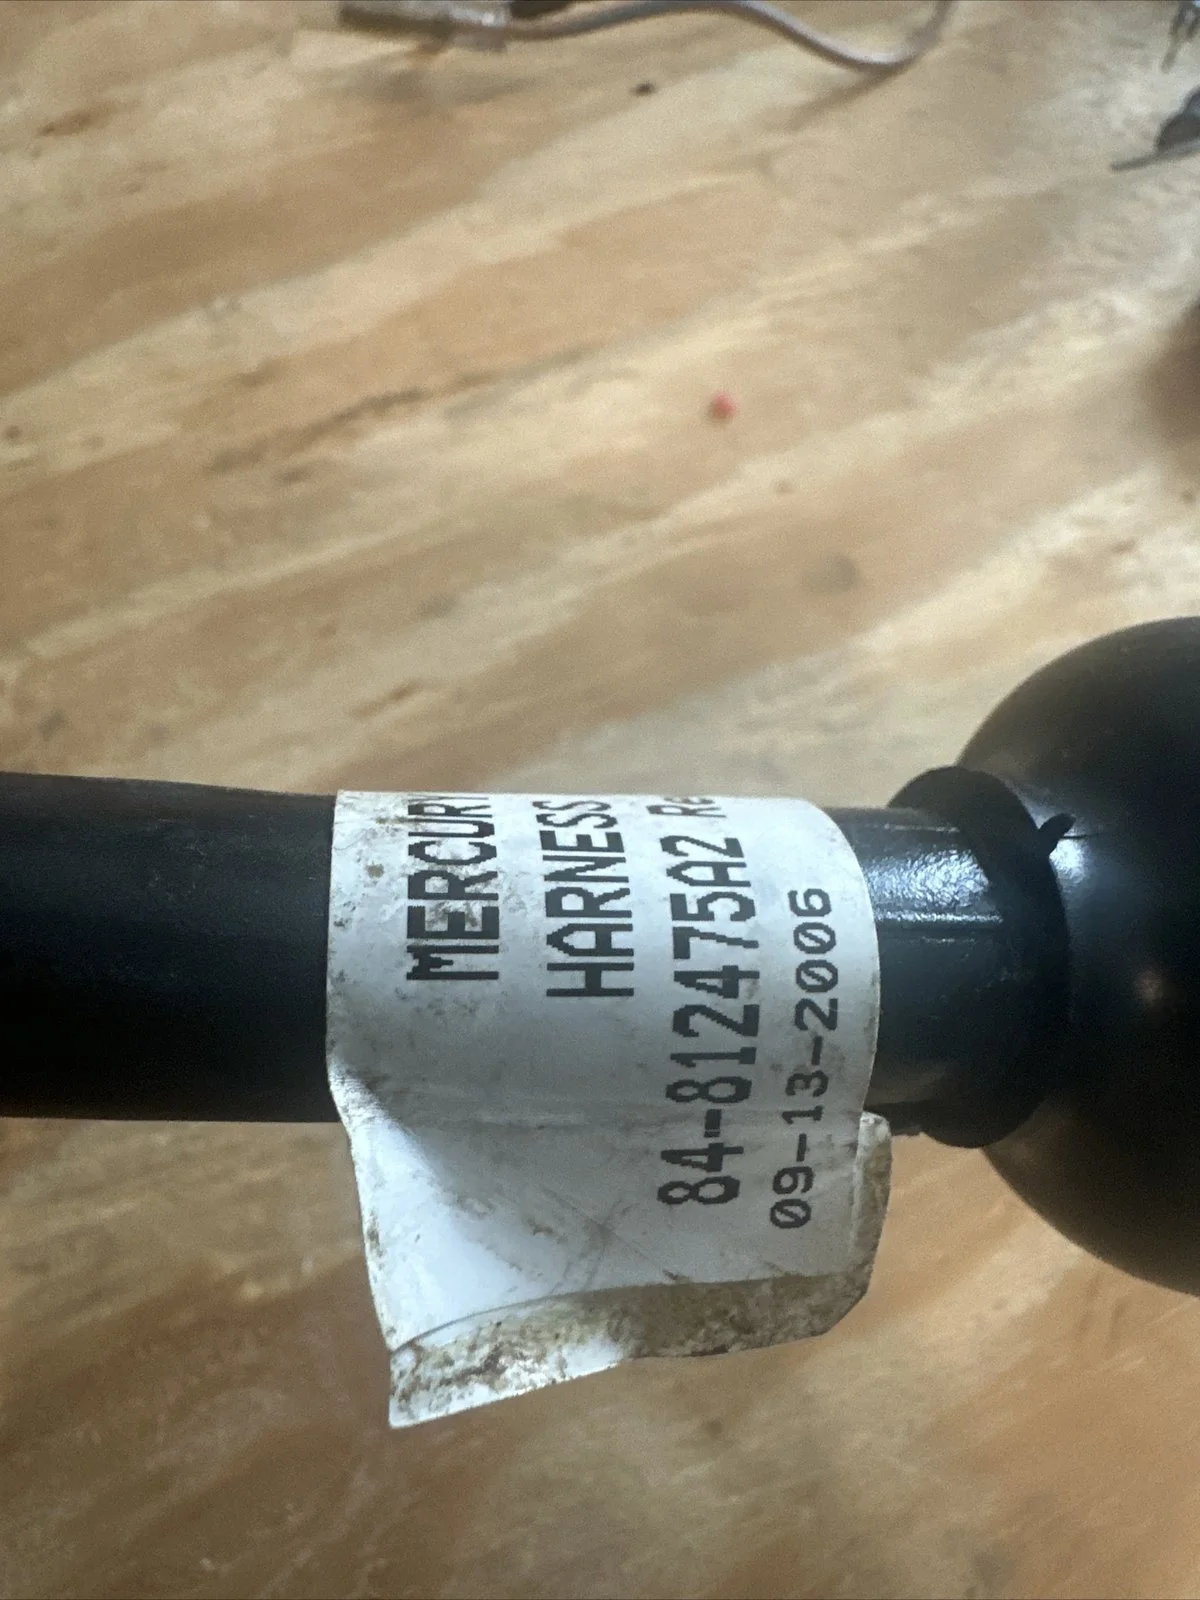 MERCURY
HARNESS
84-812475A2 Re
09-13-2006